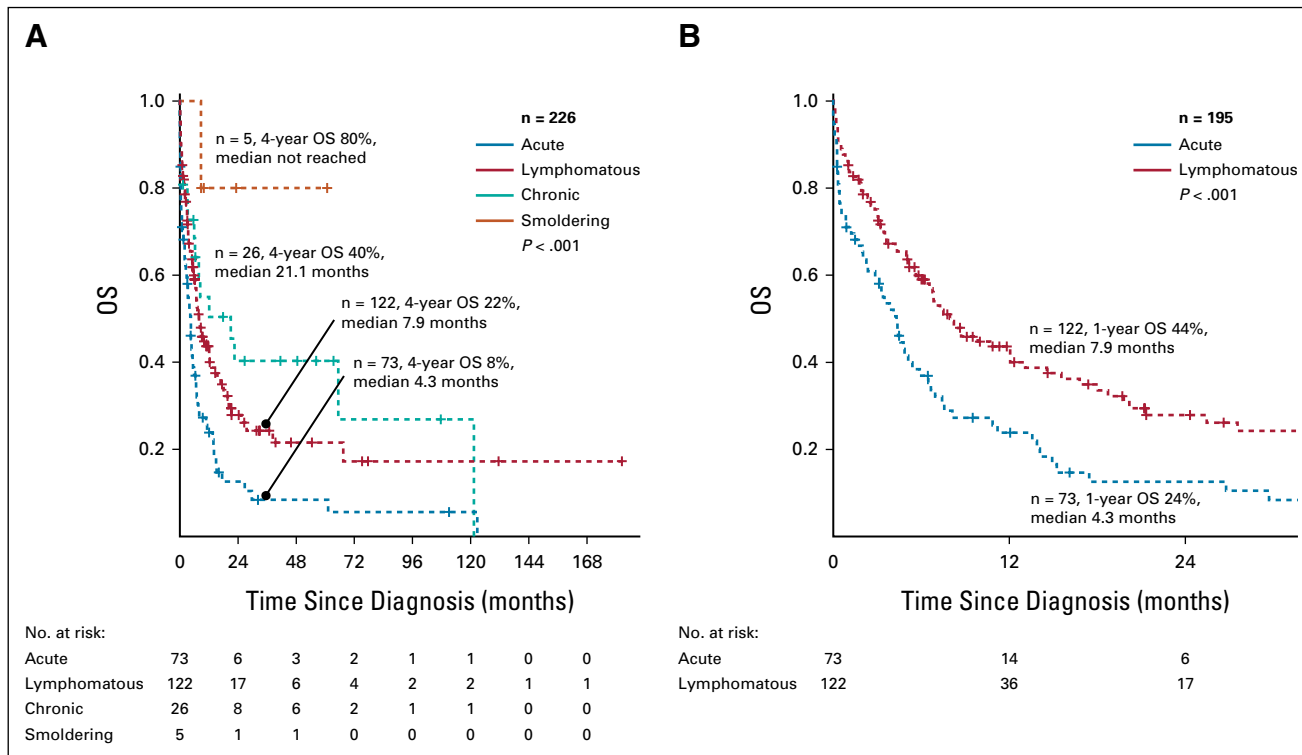 A
OS
1.0
0.8
0.6
0.4
0.2
0
24
48
72
96
120
144
168
Time Since Diagnosis (months)
n = 5, 4-year OS 80%,
median not reached
n = 26, 4-year OS 40%,
median 21.1 months
n = 122, 4-year OS 22%,
median 7.9 months
n = 73, 4-year OS 8%,
median 4.3 months
n = 226
Acute
Lymphomatous
Chronic
Smoldering
P < .001
No. at risk:
Acute 73 6 3 2 1 1 0 0
Lymphomatous 122 17 6 4 2 2 1 1
Chronic 26 8 6 2 1 1 0 0
Smoldering 5 1 1 0 0 0 0 0
B
OS
1.0
0.8
0.6
0.4
0.2
0
12
24
Time Since Diagnosis (months)
n = 195
Acute
Lymphomatous
P < .001
n = 122, 1-year OS 44%,
median 7.9 months
n = 73, 1-year OS 24%,
median 4.3 months
No. at risk:
Acute 73 14 6
Lymphomatous 122 36 17